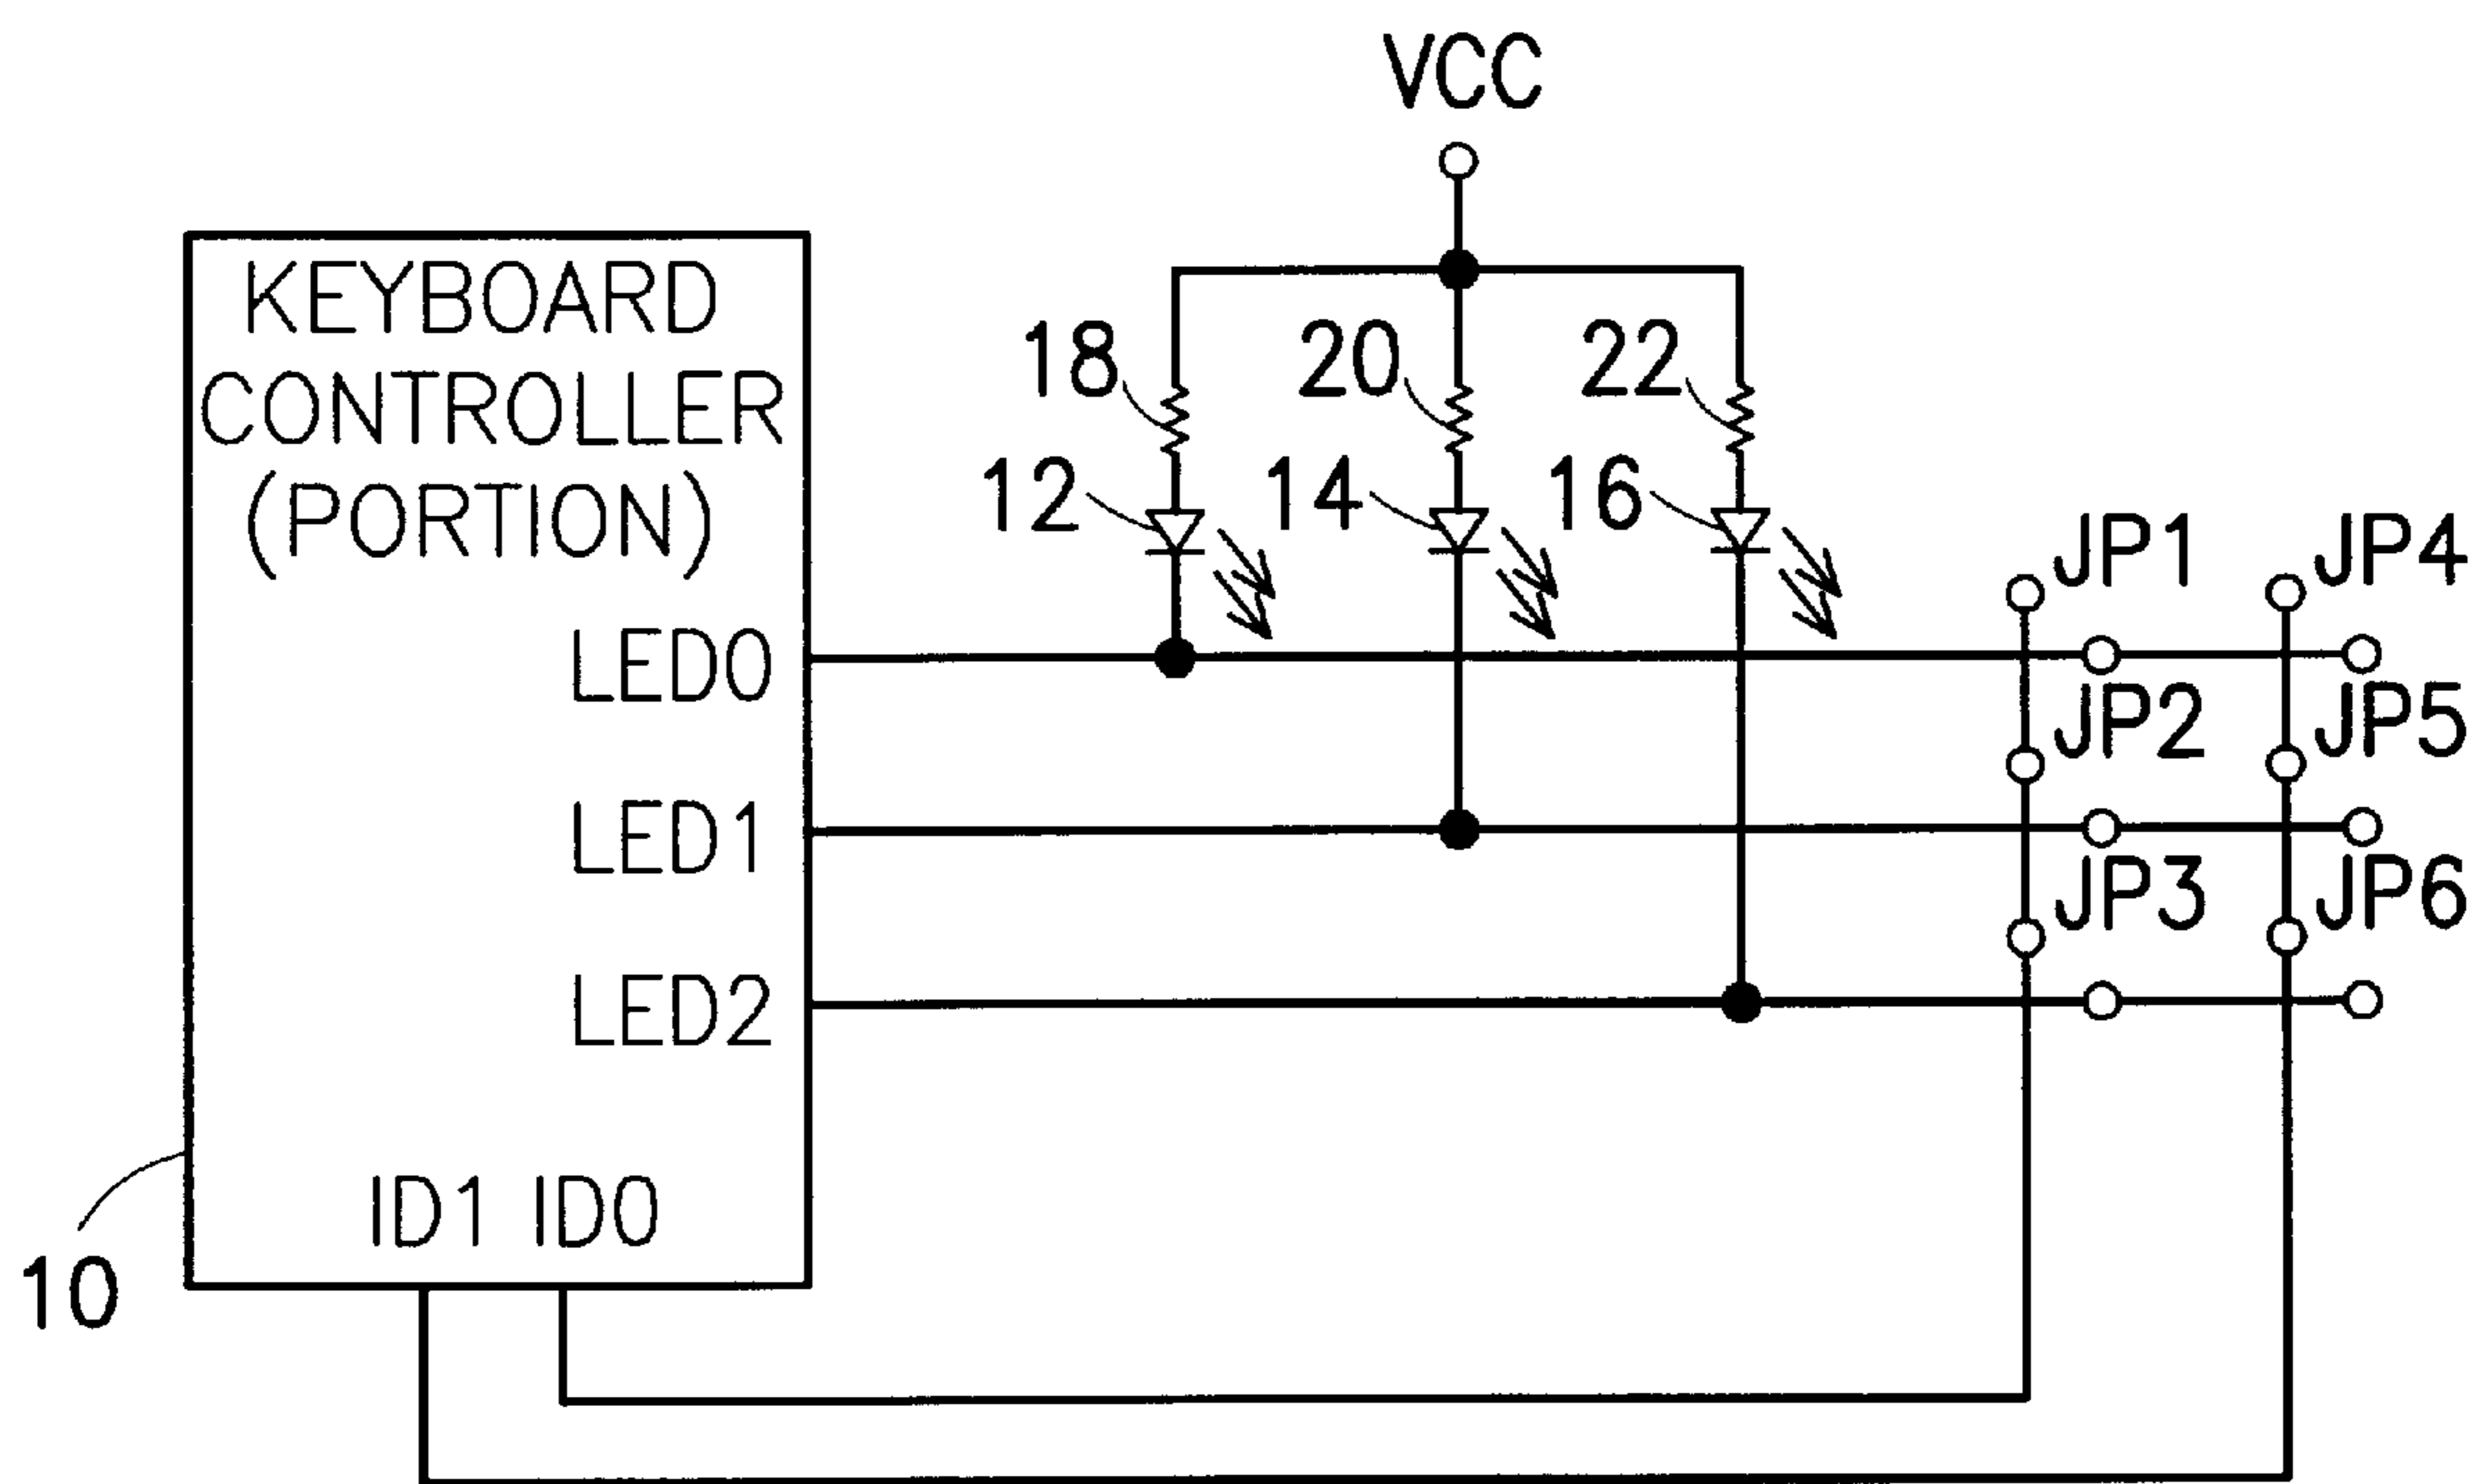 VCC
KEYBOARD
CONTROLLER
(PORTION)
18
20
22
12
14
16
JP1
JP4
LED0
JP2
JP5
LED1
JP3
JP6
LED2
ID1
ID0
10